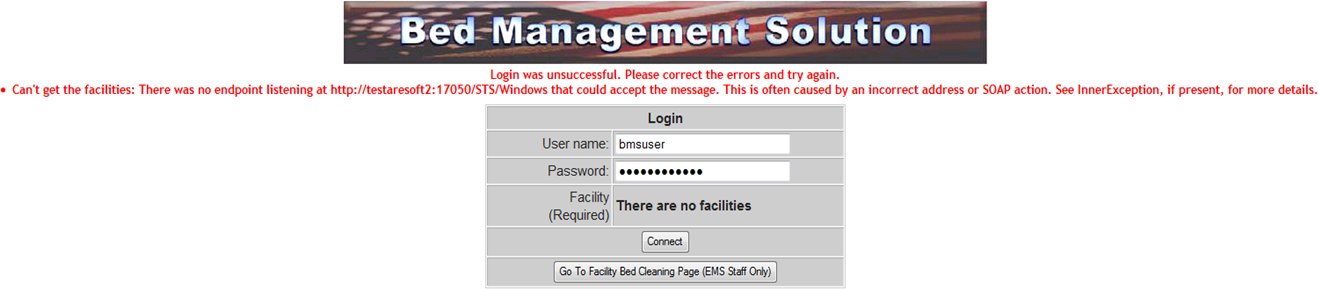 Bed Management Solution
Login was unsuccessful. Please correct the errors and try again.
• Can't get the facilities: There was no endpoint listening at http://testaresoft2:17050/STS/Windows that could accept the message. This is often caused by an incorrect address or SOAP action. See InnerException, if present, for more details.
Login
User name: bmsuser
Password: ●●●●●●●●●●●●
Facility
(Required) There are no facilities
Connect
Go To Facility Bed Cleaning Page (EMS Staff Only)